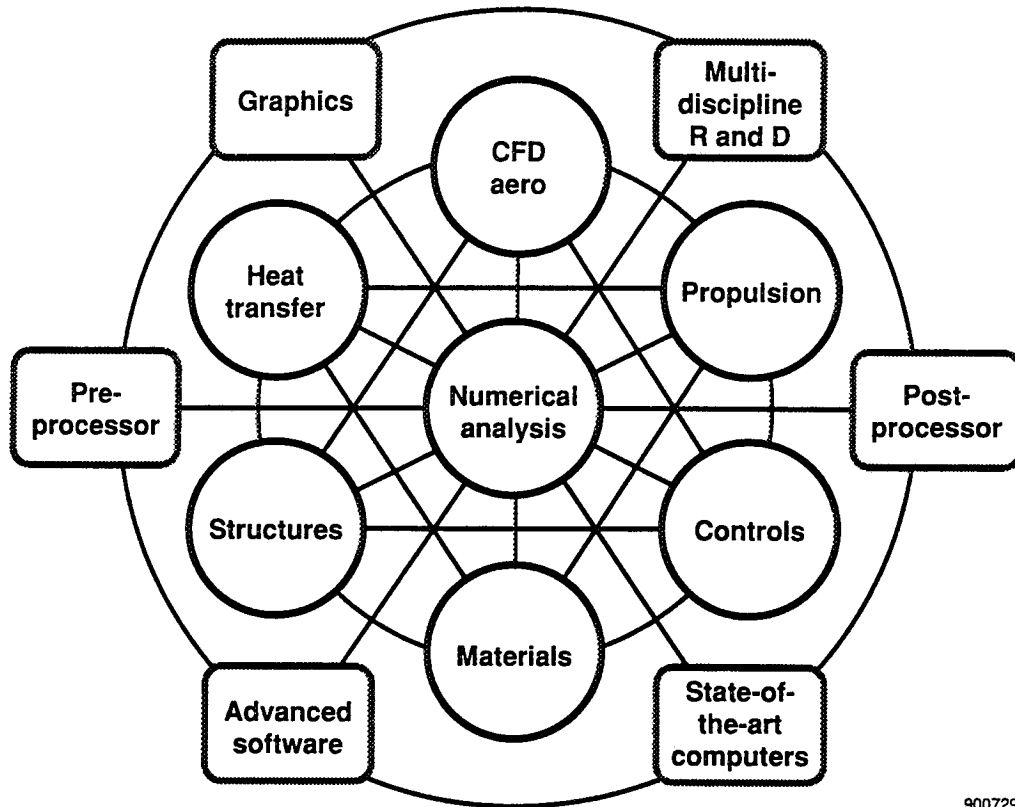 Graphics
Multi-
discipline
R and D
CFD
aero
Heat
transfer
Propulsion
Pre-
processor
Numerical
analysis
Post-
processor
Structures
Controls
Materials
Advanced
software
State-of-
the-art
computers
900729